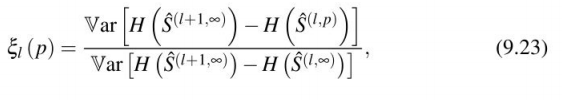 ξ_l(p) = 𝕍ar[H(Ŝ^{(l+1,∞)}) − H(Ŝ^{(l,p)})] / 𝕍ar[H(Ŝ^{(l+1,∞)}) − H(Ŝ^{(l,∞)})], (9.23)